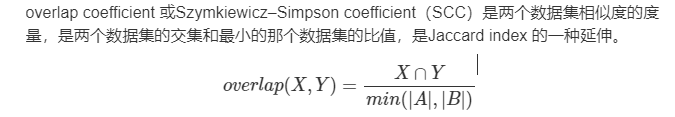 overlap coefficient 或Szymkiewicz–Simpson coefficient（SCC）是两个数据集相似度的度
量，是两个数据集的交集和最小的那个数据集的比值，是Jaccard index 的一种延伸。
overlap(X, Y) = X ∩ Y / min(|A|, |B|)